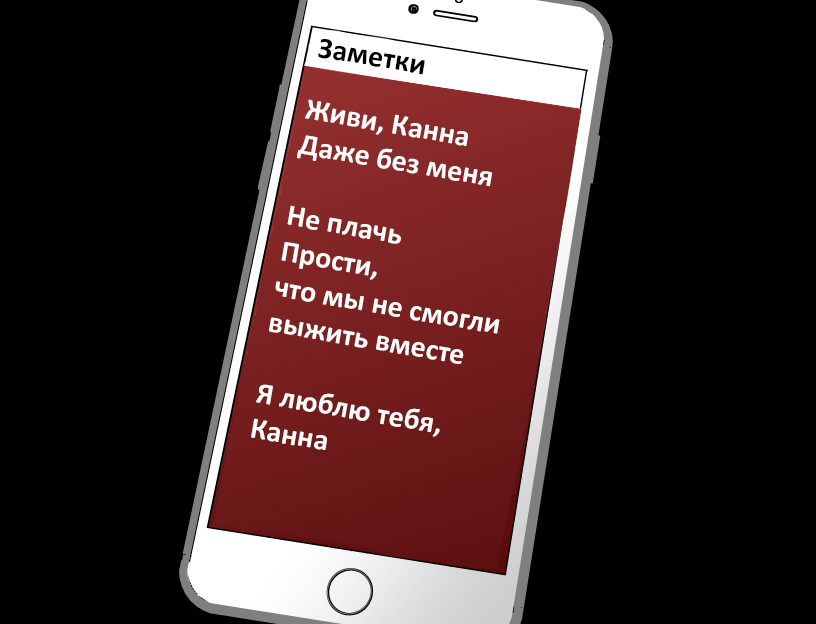 Заметки
Живи, Канна
Даже без меня
Не плачь
Прости,
что мы не смогли
выжить вместе
Я люблю тебя,
Канна